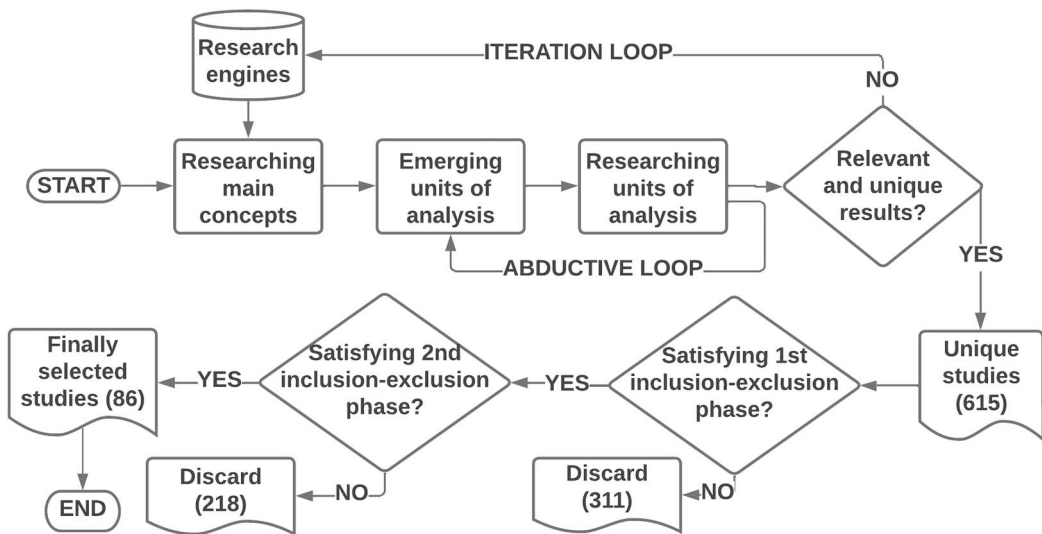 Research
engines
ITERATION LOOP
NO
START
Researching
main
concepts
Emerging
units of
analysis
Researching
units of
analysis
Relevant
and unique
results?
ABDUCTIVE LOOP
YES
Finally
selected
studies (86)
YES
Satisfying 2nd
inclusion-exclusion
phase?
YES
Satisfying 1st
inclusion-exclusion
phase?
Unique
studies
(615)
END
Discard
(218)
NO
Discard
(311)
NO